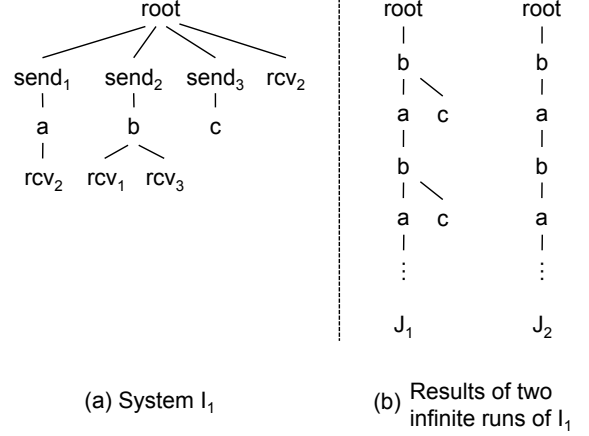 root root root
send₁ send₂ send₃ rcv₂ b b
a b c a c a
rcv₂ rcv₁ rcv₃ b b
a c a
⋮ ⋮
J₁ J₂
(a) System I₁ (b) Results of two
infinite runs of I₁